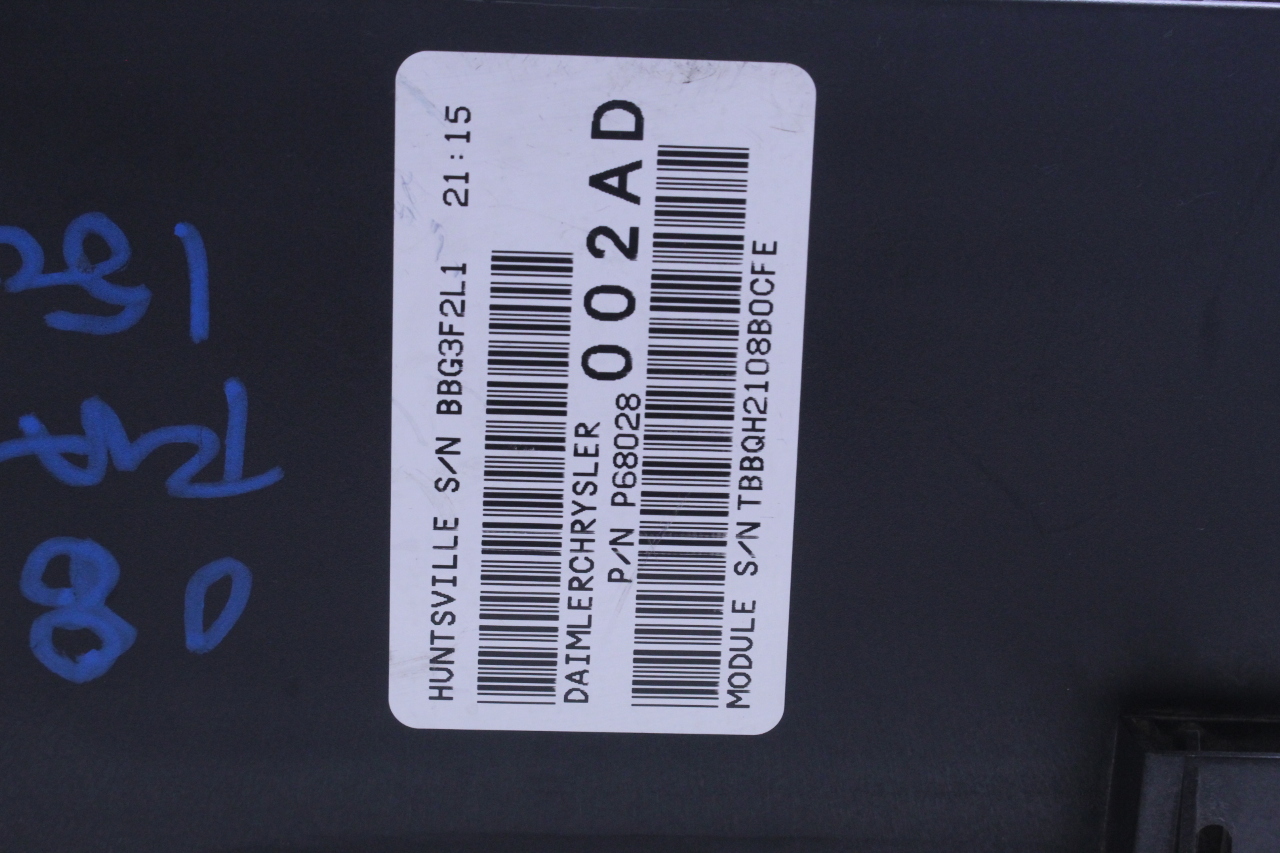 HUNTSVILLE S/N BBG3F2L1 21:15
DAIMLERCHRYSLER
P/N P68028 002AD
MODULE S/N TBBQH2108B0CFE